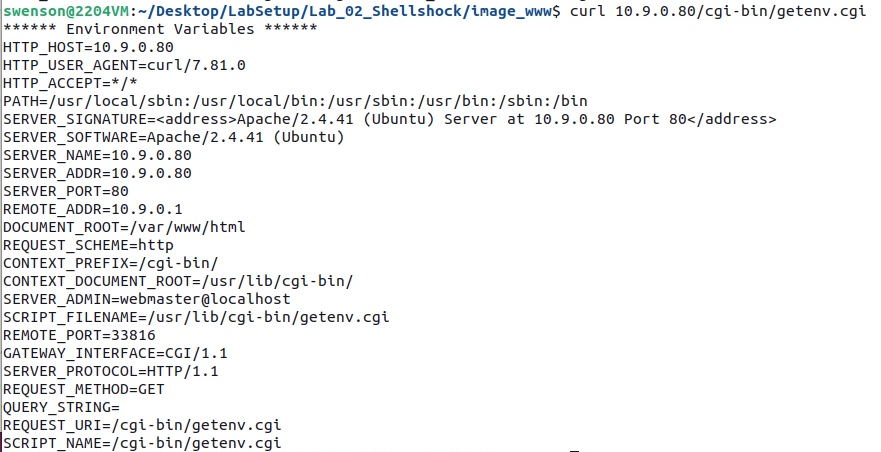 swenson@2204VM:~/Desktop/LabSetup/Lab_02_Shellshock/image_www$ curl 10.9.0.80/cgi-bin/getenv.cgi
****** Environment Variables ******
HTTP_HOST=10.9.0.80
HTTP_USER_AGENT=curl/7.81.0
HTTP_ACCEPT=*/*
PATH=/usr/local/sbin:/usr/local/bin:/usr/sbin:/usr/bin:/sbin:/bin
SERVER_SIGNATURE=<address>Apache/2.4.41 (Ubuntu) Server at 10.9.0.80 Port 80</address>
SERVER_SOFTWARE=Apache/2.4.41 (Ubuntu)
SERVER_NAME=10.9.0.80
SERVER_ADDR=10.9.0.80
SERVER_PORT=80
REMOTE_ADDR=10.9.0.1
DOCUMENT_ROOT=/var/www/html
REQUEST_SCHEME=http
CONTEXT_PREFIX=/cgi-bin/
CONTEXT_DOCUMENT_ROOT=/usr/lib/cgi-bin/
SERVER_ADMIN=webmaster@localhost
SCRIPT_FILENAME=/usr/lib/cgi-bin/getenv.cgi
REMOTE_PORT=33816
GATEWAY_INTERFACE=CGI/1.1
SERVER_PROTOCOL=HTTP/1.1
REQUEST_METHOD=GET
QUERY_STRING=
REQUEST_URI=/cgi-bin/getenv.cgi
SCRIPT_NAME=/cgi-bin/getenv.cgi